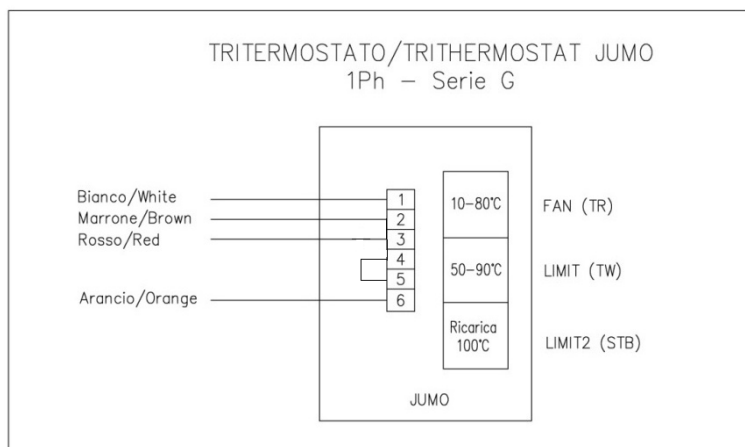 TRITERMOSTATO/TRITHERMOSTAT JUMO
1Ph – Serie G
Bianco/White
Marrone/Brown
Rosso/Red
Arancio/Orange
1
2
3
4
5
6
10–80°C
50–90°C
Ricarica
100°C
FAN (TR)
LIMIT (TW)
LIMIT2 (STB)
JUMO